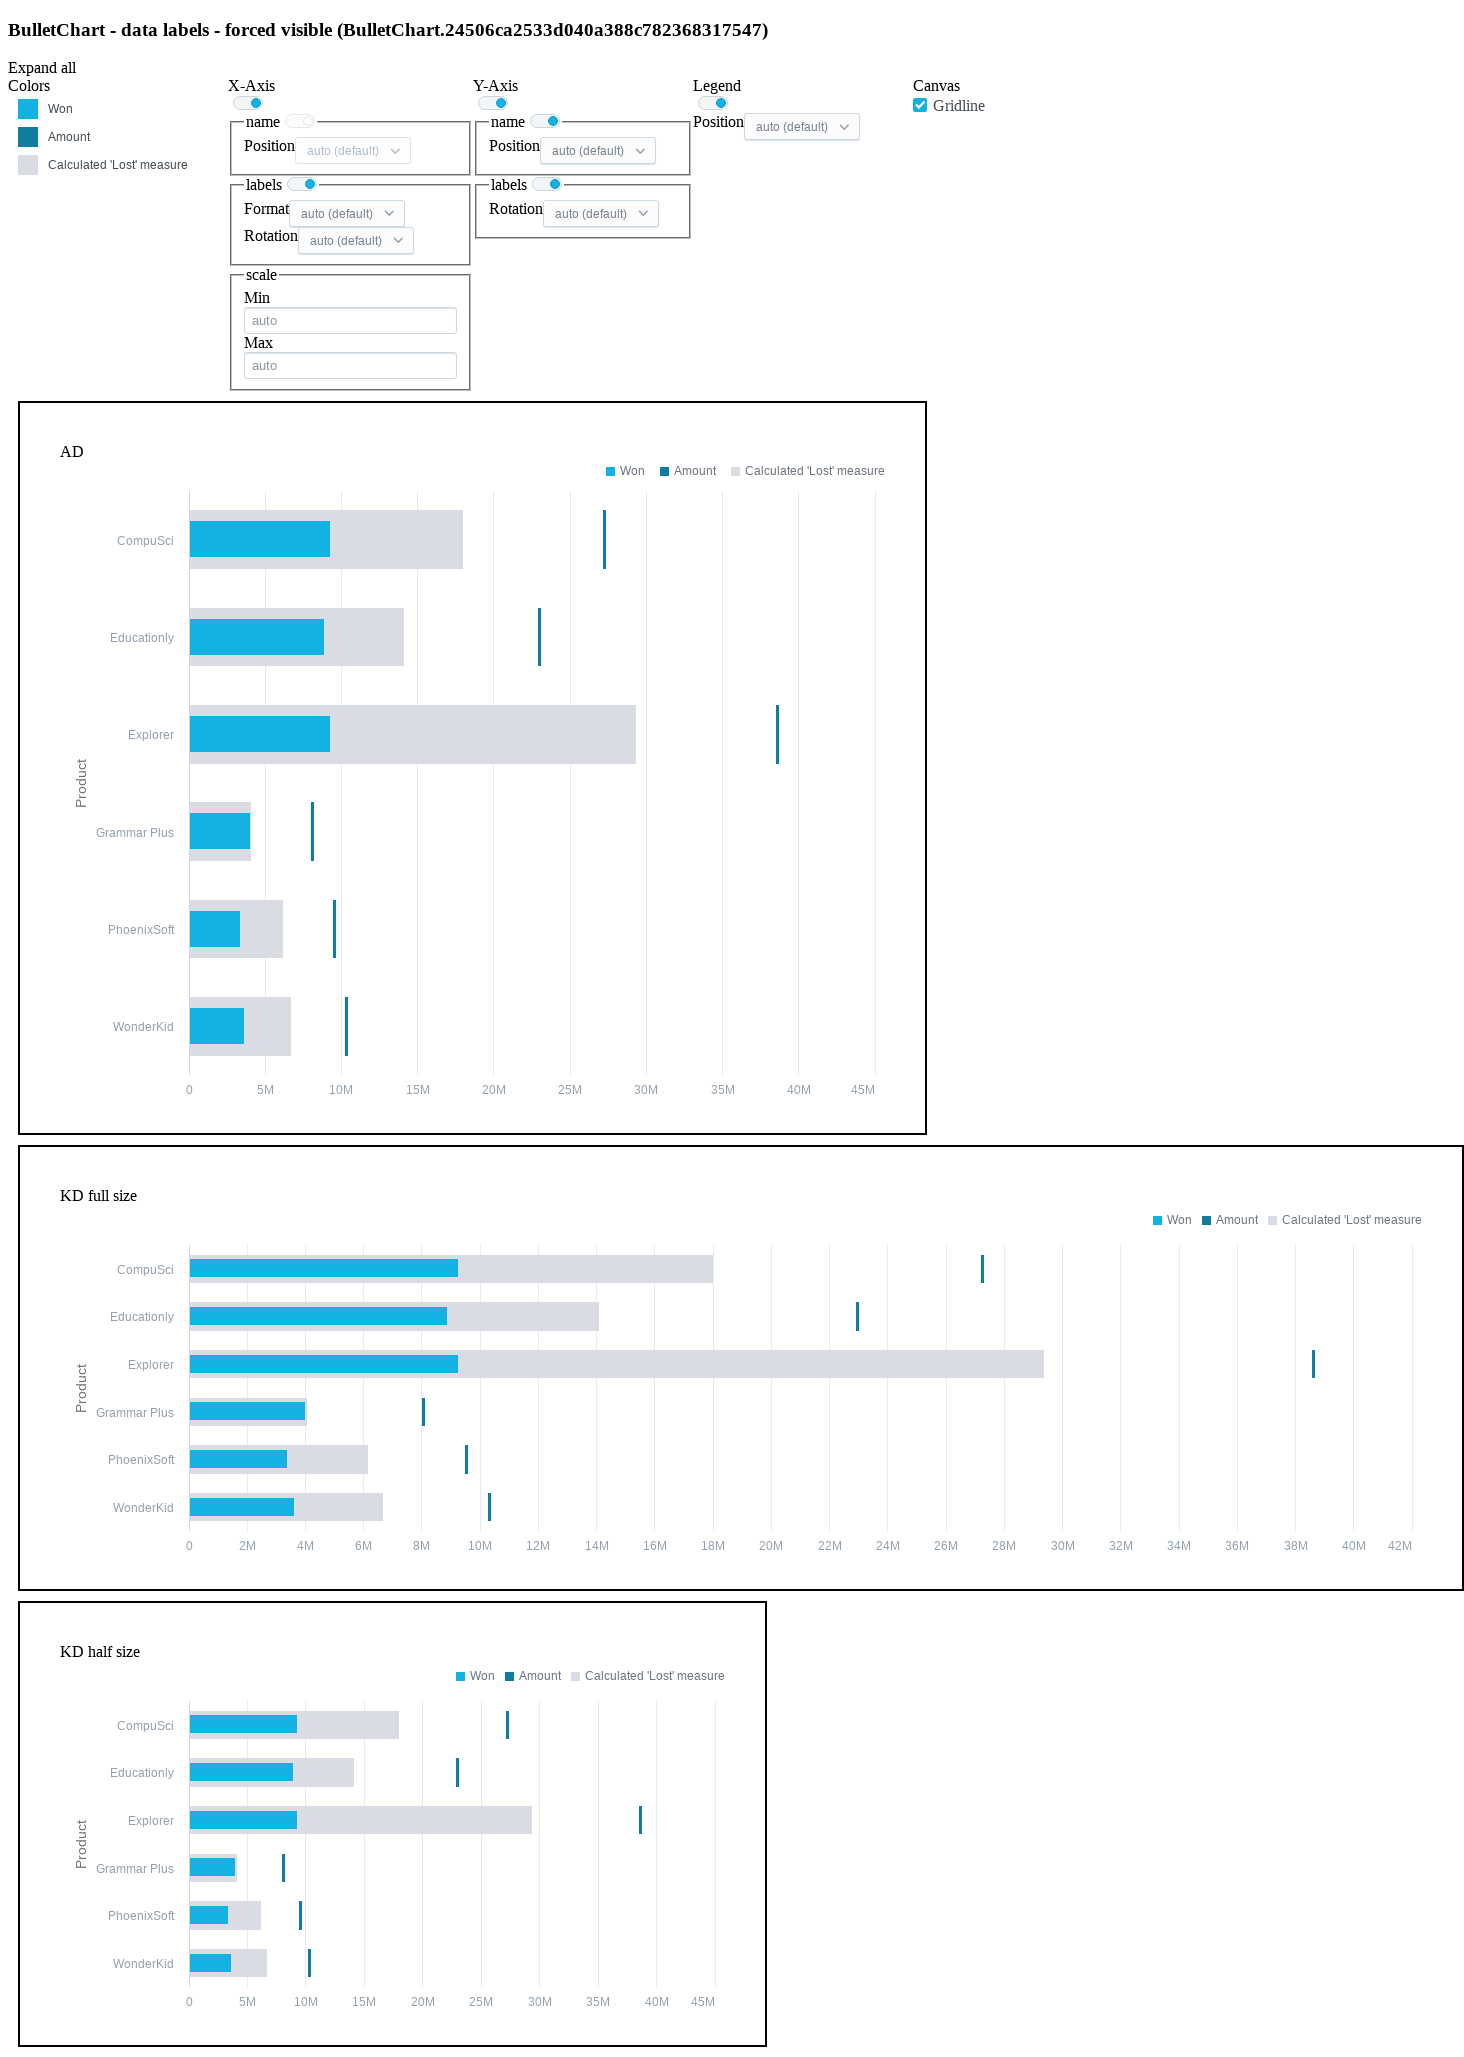 BulletChart - data labels - forced visible (BulletChart.24506ca2533d040a388c782368317547)
Expand all
Colors
Won
Amount
Calculated 'Lost' measure
X-Axis
name
Position auto (default)
labels
Format auto (default)
Rotation auto (default)
scale
Min
auto
Max
auto
Y-Axis
name
Position auto (default)
labels
Rotation auto (default)
Legend
Position auto (default)
Canvas
Gridline
AD
Won Amount Calculated 'Lost' measure
Product
CompuSci
Educationly
Explorer
Grammar Plus
PhoenixSoft
WonderKid
0 5M 10M 15M 20M 25M 30M 35M 40M 45M
KD full size
Won Amount Calculated 'Lost' measure
Product
CompuSci
Educationly
Explorer
Grammar Plus
PhoenixSoft
WonderKid
0 2M 4M 6M 8M 10M 12M 14M 16M 18M 20M 22M 24M 26M 28M 30M 32M 34M 36M 38M 40M 42M
KD half size
Won Amount Calculated 'Lost' measure
Product
CompuSci
Educationly
Explorer
Grammar Plus
PhoenixSoft
WonderKid
0 5M 10M 15M 20M 25M 30M 35M 40M 45M